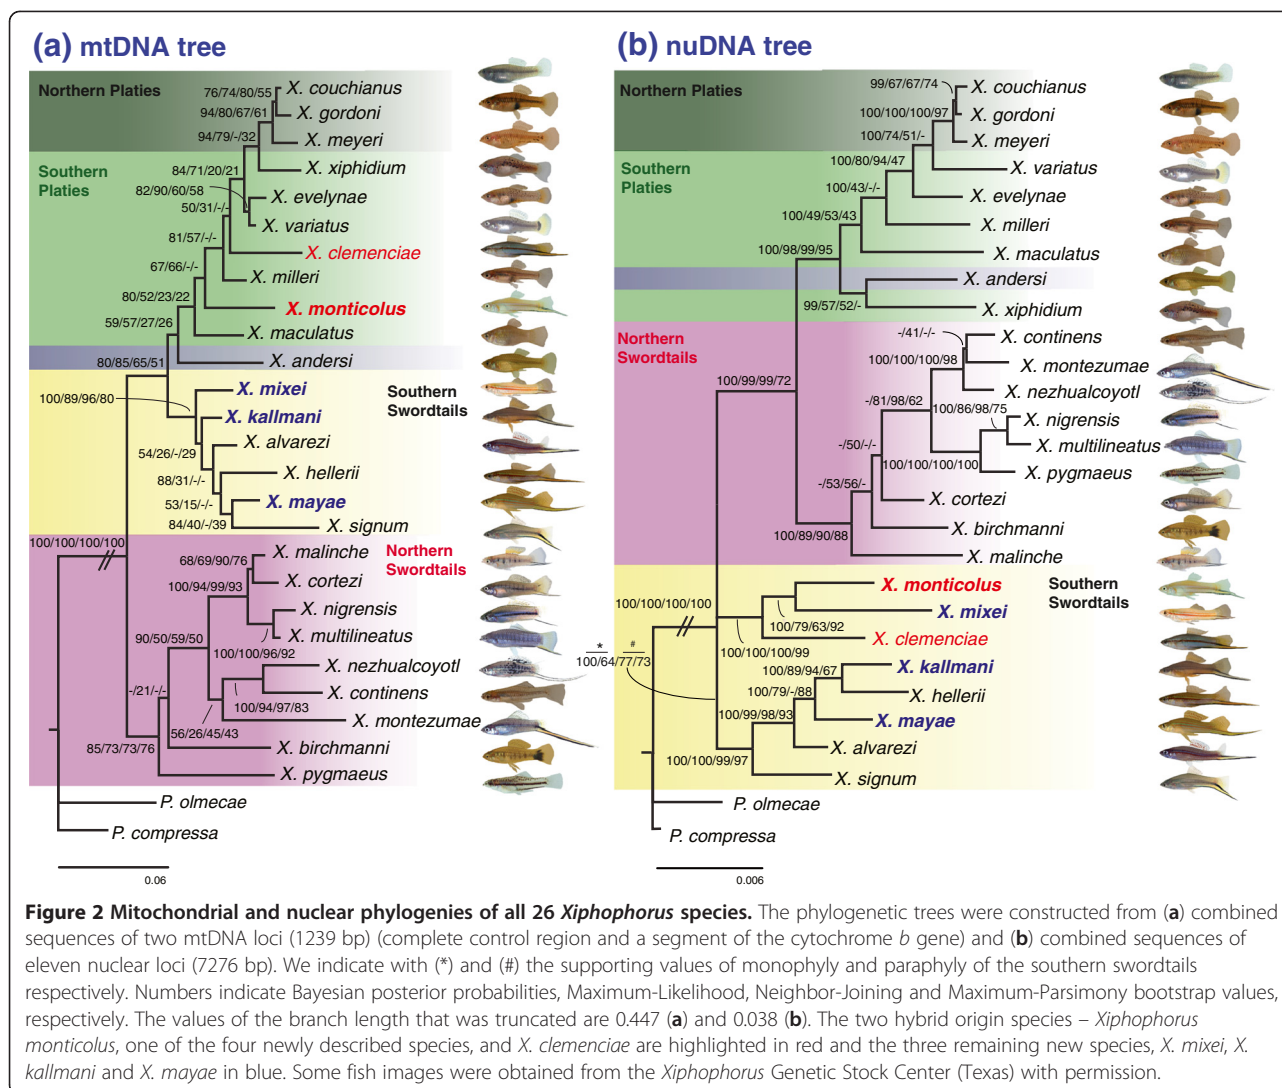 (a) mtDNA tree
Northern Platies
76/74/80/55
X. couchianus
94/80/67/61
X. gordoni
94/79/-/32
X. meyeri
Southern
Platies
84/71/20/21
X. xiphidium
82/90/60/58
X. evelynae
50/31/-/-
X. variatus
81/57/-/-
X. clemenciae
67/66/-/-
X. milleri
80/52/23/22
X. monticolus
59/57/27/26
X. maculatus
80/85/65/51
X. andersi
Southern
Swordtails
100/89/96/80
X. mixei
X. kallmani
54/26/-/29
X. alvarezi
88/31/-/-
X. hellerii
53/15/-/-
X. mayae
84/40/-/39
X. signum
100/100/100/100
Northern
Swordtails
68/69/90/76
X. malinche
100/94/99/93
X. cortezi
X. nigrensis
90/50/59/50
X. multilineatus
100/100/96/92
X. nezhualcoyotl
-/21/-/-
X. continens
100/94/97/83
56/26/45/43
X. montezumae
85/73/73/76
X. birchmanni
X. pygmaeus
P. olmecae
P. compressa
0.06
(b) nuDNA tree
Northern Platies
99/67/67/74
X. couchianus
100/100/100/97
X. gordoni
100/74/51/-
X. meyeri
Southern
Platies
100/80/94/47
X. variatus
100/43/-/-
X. evelynae
100/49/53/43
X. milleri
100/98/99/95
X. maculatus
X. andersi
99/57/52/-
X. xiphidium
Northern
Swordtails
-/41/-/-
X. continens
100/100/100/98
X. montezumae
100/99/99/72
X. nezhualcoyotl
-/81/98/62
100/86/98/75
X. nigrensis
-/50/-/-
X. multilineatus
100/100/100/100
X. pygmaeus
-/53/56/-
X. cortezi
X. birchmanni
100/89/90/88
X. malinche
Southern
Swordtails
X. monticolus
100/100/100/100
X. mixei
100/79/63/92
X. clemenciae
100/100/100/99
* #
100/64/77/73
100/89/94/67
X. kallmani
100/79/-/88
X. hellerii
100/99/98/93
X. mayae
X. alvarezi
100/100/99/97
X. signum
P. olmecae
P. compressa
0.006
Figure 2 Mitochondrial and nuclear phylogenies of all 26 Xiphophorus species. The phylogenetic trees were constructed from (a) combined
sequences of two mtDNA loci (1239 bp) (complete control region and a segment of the cytochrome b gene) and (b) combined sequences of
eleven nuclear loci (7276 bp). We indicate with (*) and (#) the supporting values of monophyly and paraphyly of the southern swordtails
respectively. Numbers indicate Bayesian posterior probabilities, Maximum-Likelihood, Neighbor-Joining and Maximum-Parsimony bootstrap values,
respectively. The values of the branch length that was truncated are 0.447 (a) and 0.038 (b). The two hybrid origin species – Xiphophorus
monticolus, one of the four newly described species, and X. clemenciae are highlighted in red and the three remaining new species, X. mixei, X.
kallmani and X. mayae in blue. Some fish images were obtained from the Xiphophorus Genetic Stock Center (Texas) with permission.